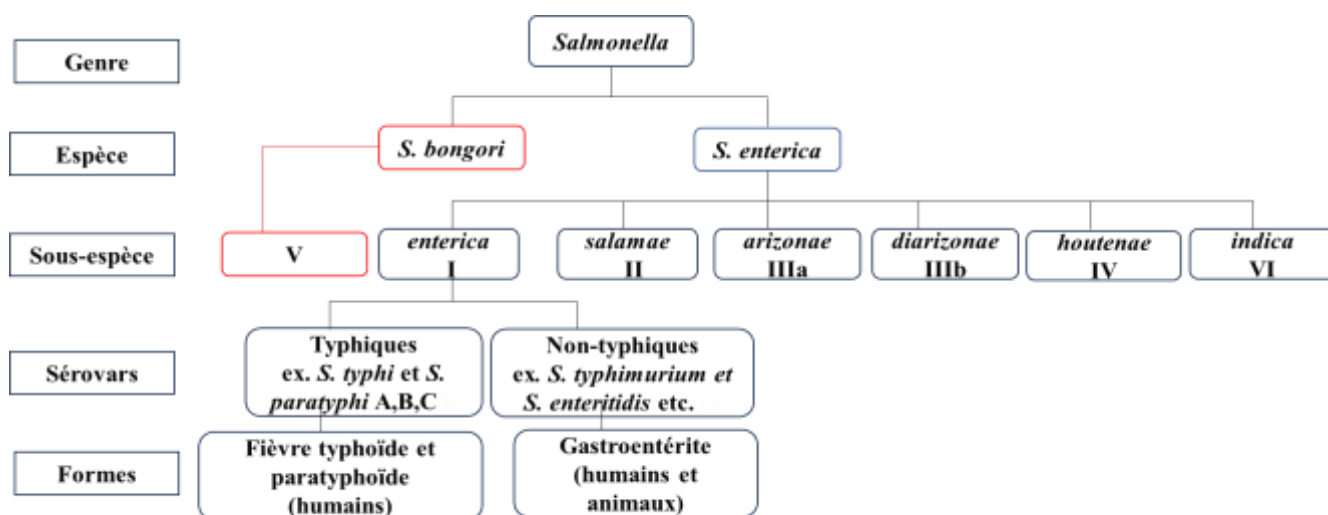 Genre
Salmonella
Espèce
S. bongori
S. enterica
Sous-espèce
V
enterica
I
salamae
II
arizonae
IIIa
diarizonae
IIIb
houtenae
IV
indica
VI
Sérovars
Typhiques
ex. S. typhi et S.
paratyphi A,B,C
Non-typhiques
ex. S. typhimurium et
S. enteritidis etc.
Formes
Fièvre typhoïde et
paratyphoïde
(humains)
Gastroentérite
(humains et
animaux)